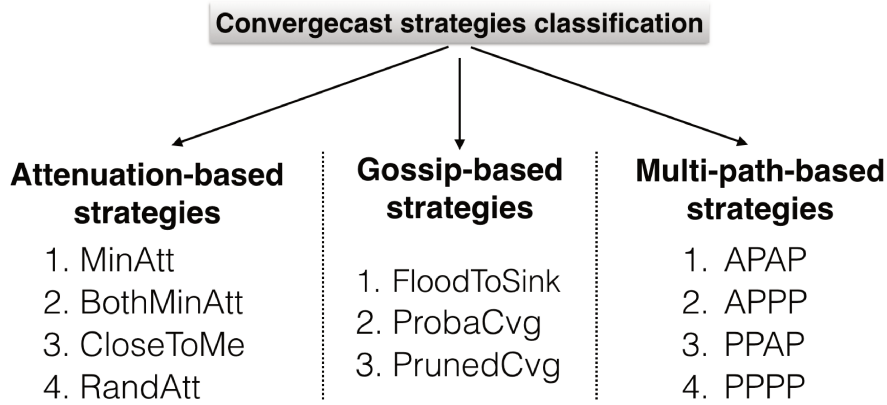 Convergecast strategies classification
Attenuation-based
strategies
1. MinAtt
2. BothMinAtt
3. CloseToMe
4. RandAtt
Gossip-based
strategies
1. FloodToSink
2. ProbaCvg
3. PrunedCvg
Multi-path-based
strategies
1. APAP
2. APPP
3. PPAP
4. PPPP